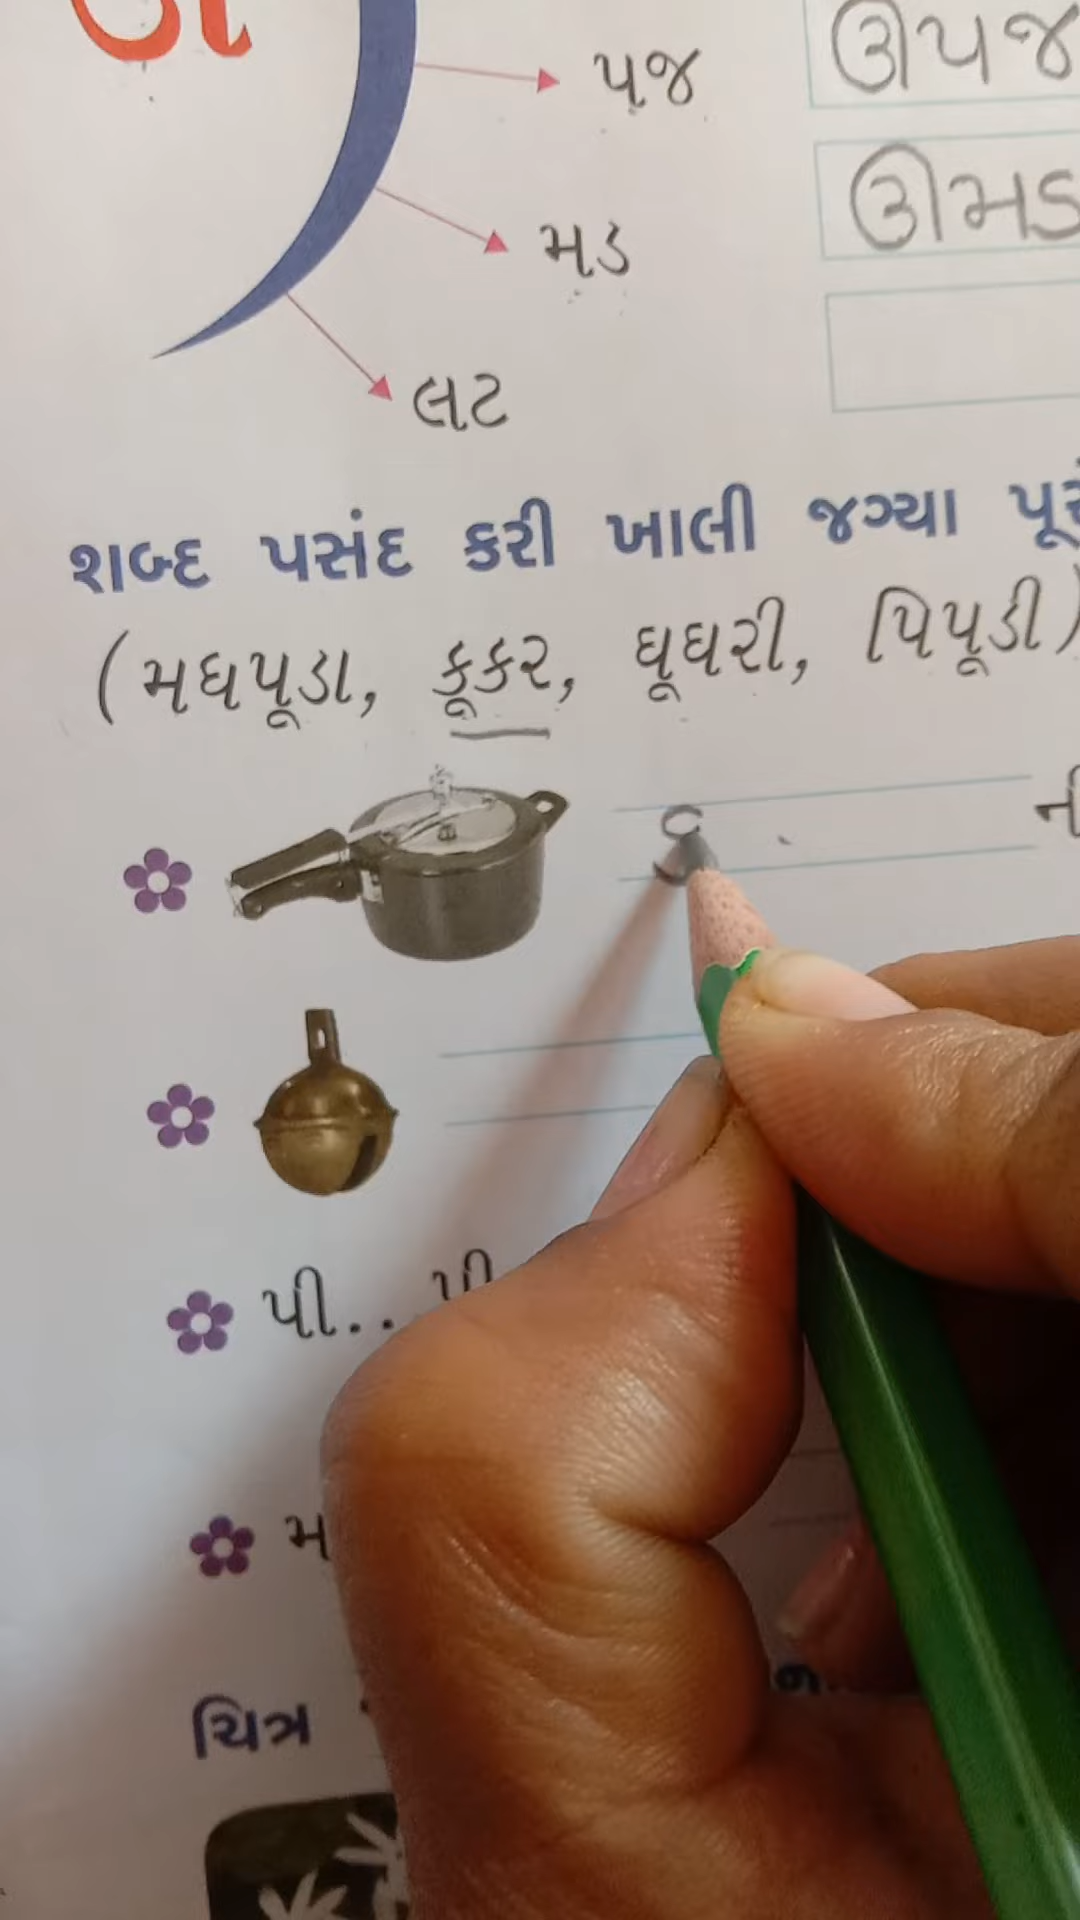 પજ ઊપજ
મડ ઊમડ
લટ
શબ્દ પસંદ કરી ખાલી જગ્યા
(મધપૂડા, કૂકર, ઘૂઘરી, પિપૂડી)
ની
પી... પી
મ
ચિત્ર